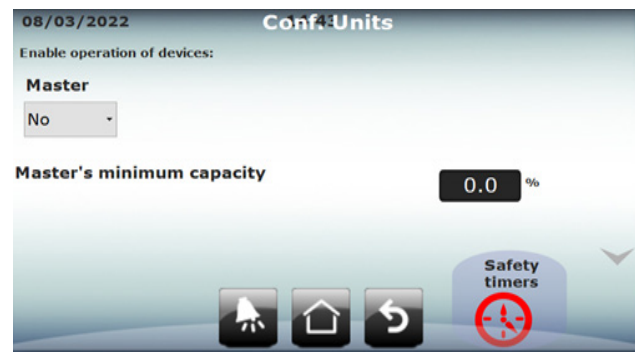 08/03/2022
Conf. Units
Enable operation of devices:
Master
No
Master's minimum capacity
0.0 %
Safety
timers